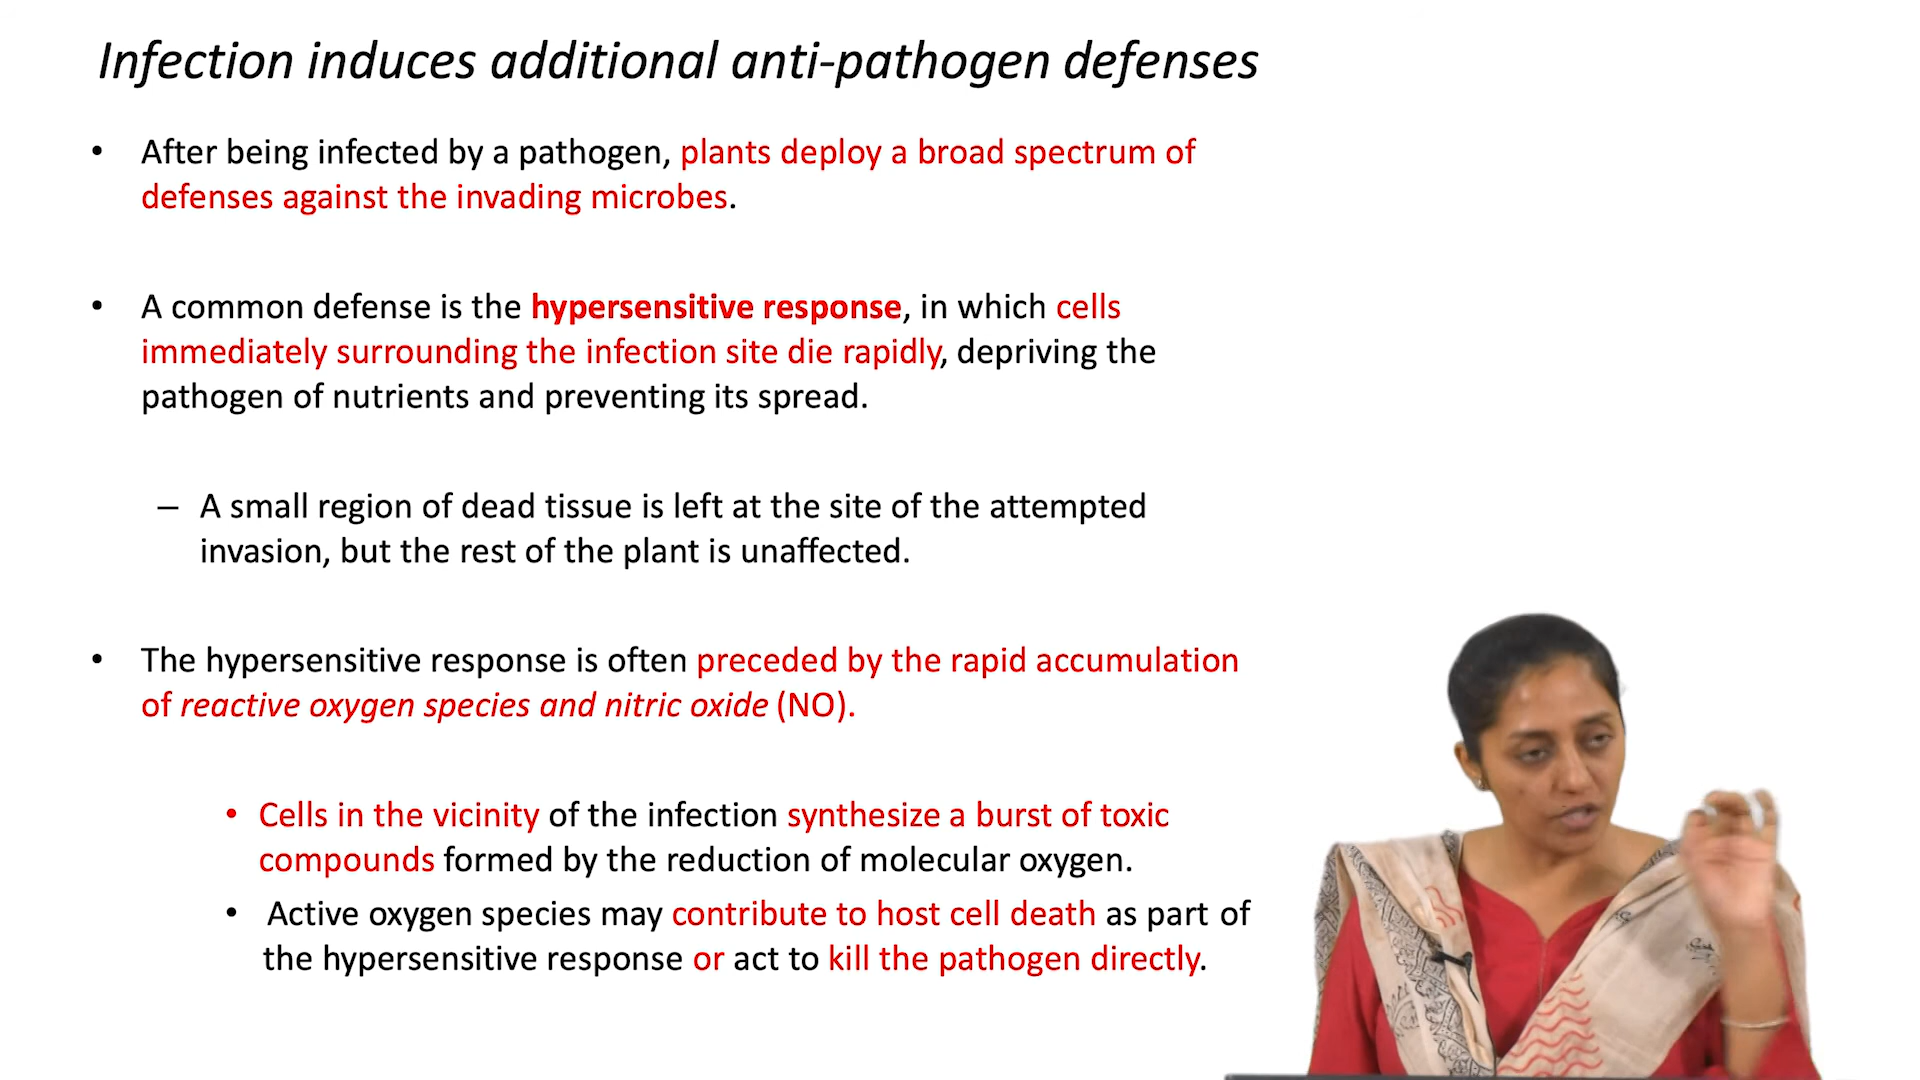 Infection induces additional anti-pathogen defenses
• After being infected by a pathogen, plants deploy a broad spectrum of
defenses against the invading microbes.
• A common defense is the hypersensitive response, in which cells
immediately surrounding the infection site die rapidly, depriving the
pathogen of nutrients and preventing its spread.
– A small region of dead tissue is left at the site of the attempted
invasion, but the rest of the plant is unaffected.
• The hypersensitive response is often preceded by the rapid accumulation
of reactive oxygen species and nitric oxide (NO).
• Cells in the vicinity of the infection synthesize a burst of toxic
compounds formed by the reduction of molecular oxygen.
• Active oxygen species may contribute to host cell death as part of
the hypersensitive response or act to kill the pathogen directly.